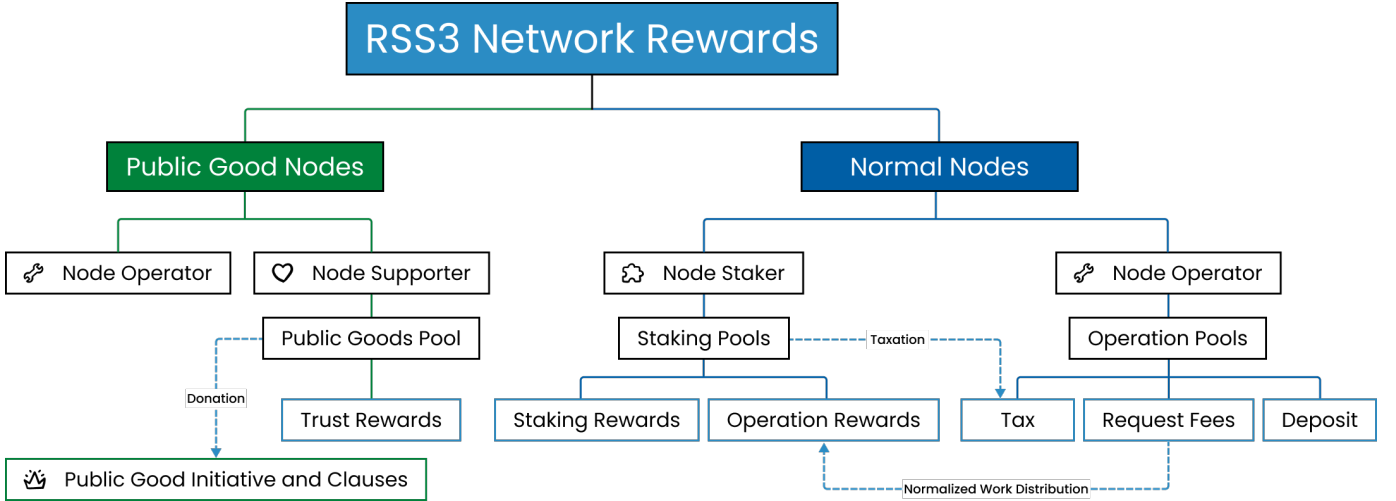 RSS3 Network Rewards
Public Good Nodes
Normal Nodes
Node Operator
Node Supporter
Node Staker
Node Operator
Public Goods Pool
Staking Pools
Taxation
Operation Pools
Donation
Trust Rewards
Staking Rewards
Operation Rewards
Tax
Request Fees
Deposit
Public Good Initiative and Clauses
Normalized Work Distribution